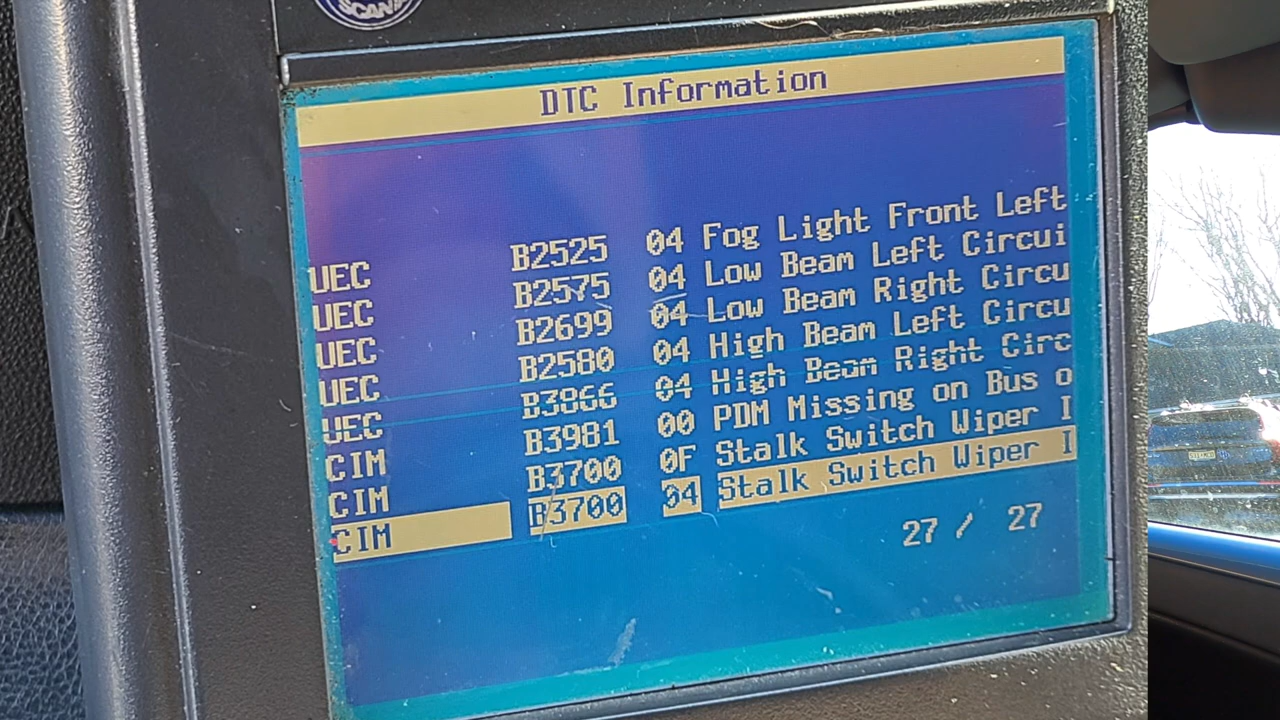 DTC Information
UEC B2525 04 Fog Light Front Left
UEC B2575 04 Low Beam Left Circui
UEC B2699 04 Low Beam Right Circu
UEC B2580 04 High Beam Left Circu
UEC B3866 04 High Beam Right Circ
CIM B3981 00 PDM Missing on Bus o
CIM B3700 0F Stalk Switch Wiper I
CIM B3700 04 Stalk Switch Wiper I
27 / 27